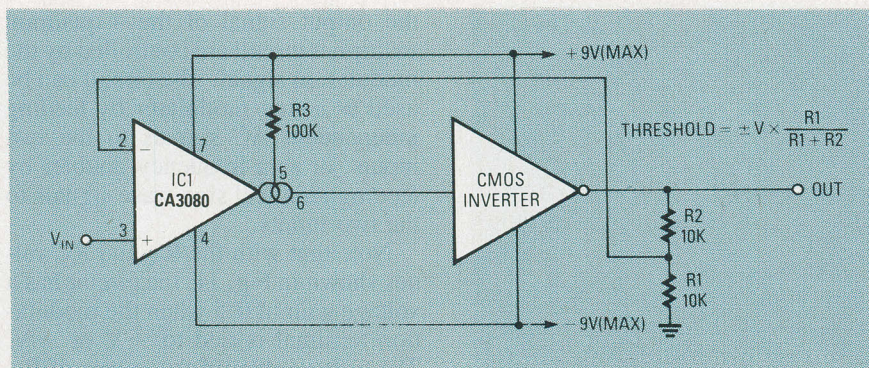 +9V(MAX)
R3
100K
THRESHOLD = ±V × R1
R1 + R2
2
−
7
5
IC1
CA3080
6
CMOS
INVERTER
OUT
R2
10K
VIN
3
+
4
R1
10K
−9V(MAX)